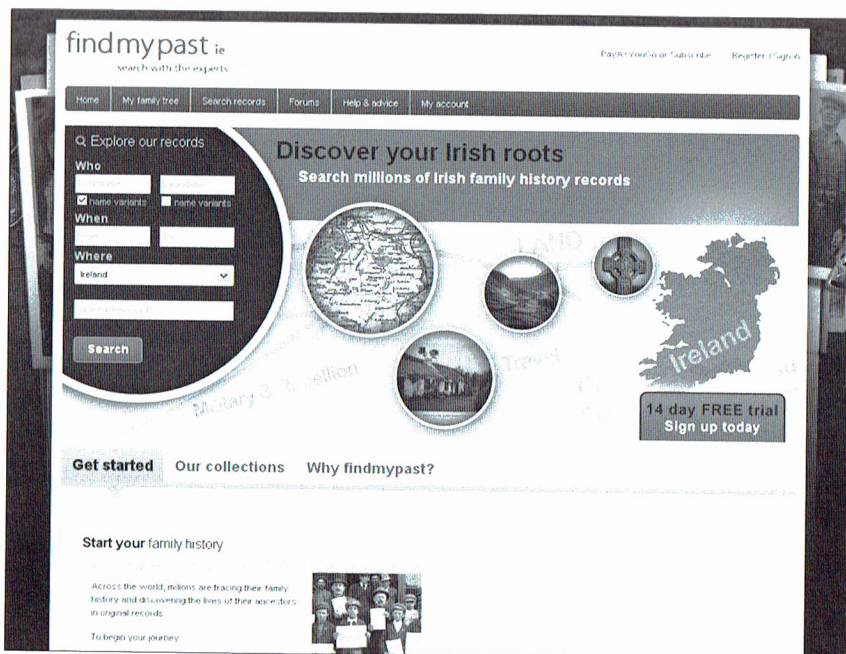 findmypast ie
search with the experts
PayAsYouGo or Subscribe
Register / Sign in
Home
My family tree
Search records
Forums
Help & advice
My account
Explore our records
Who
name variants
name variants
When
Where
Ireland
Search
Discover your Irish roots
Search millions of Irish family history records
Travel
Ireland
14 day FREE trial
Sign up today
Get started
Our collections
Why findmypast?
Start your family history
Across the world, millions are tracing their family
history and discovering the lives of their ancestors
in original records
To begin your journey